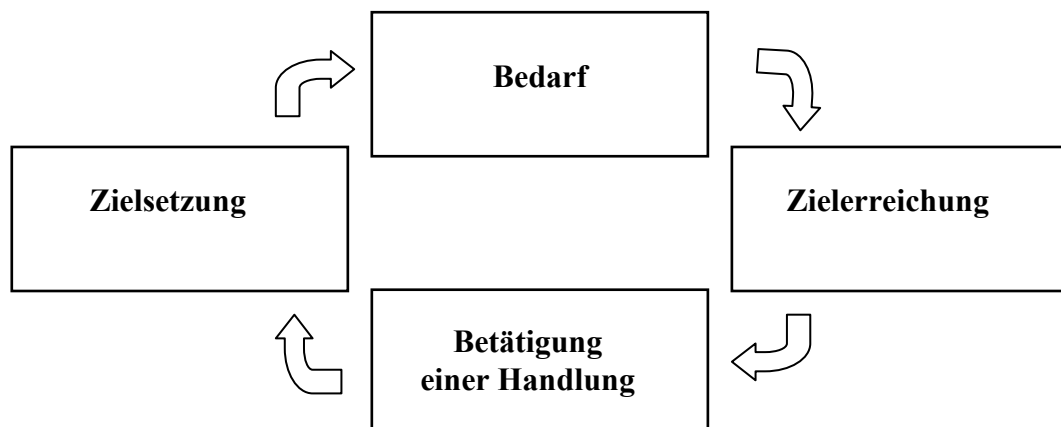 Bedarf
Zielsetzung
Zielerreichung
Betätigung
einer Handlung